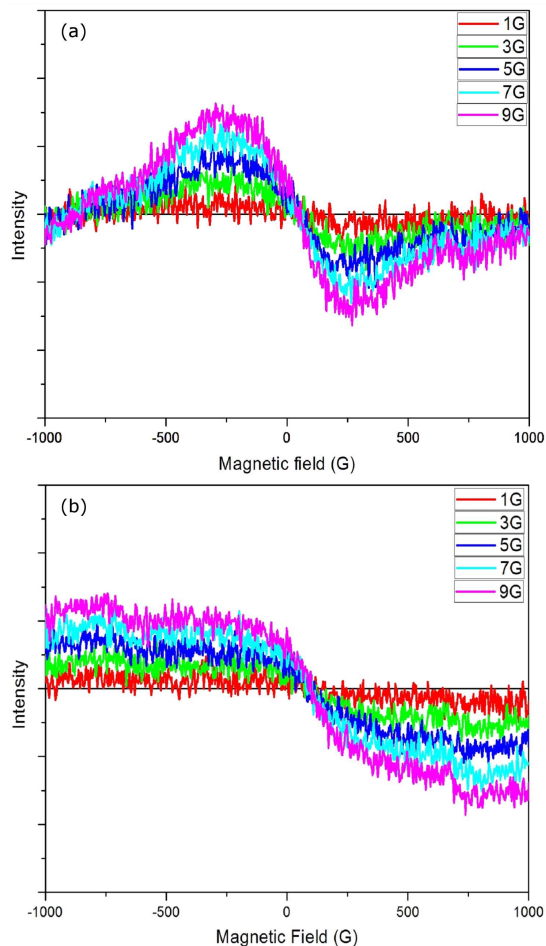 (a)
1G
3G
5G
7G
9G
Intensity
-1000 -500 0 500 1000
Magnetic field (G)
(b)
1G
3G
5G
7G
9G
Intensity
-1000 -500 0 500 1000
Magnetic Field (G)